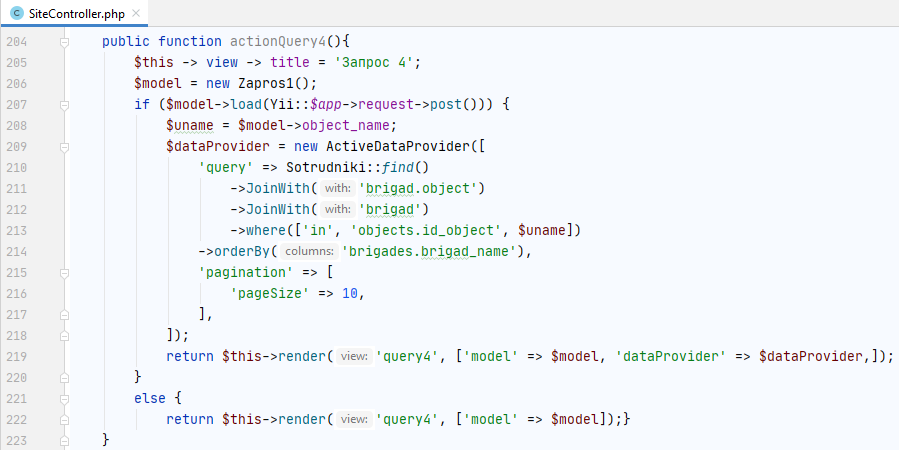 SiteController.php
204 public function actionQuery4(){
205 $this -> view -> title = 'Запрос 4';
206 $model = new Zapros1();
207 if ($model->load(Yii::$app->request->post())) {
208 $uname = $model->object_name;
209 $dataProvider = new ActiveDataProvider([
210 'query' => Sotrudniki::find()
211 ->JoinWith( with: 'brigad.object')
212 ->JoinWith( with: 'brigad')
213 ->where(['in', 'objects.id_object', $uname])
214 ->orderBy( columns: 'brigades.brigad_name'),
215 'pagination' => [
216 'pageSize' => 10,
217 ],
218 ]);
219 return $this->render( view: 'query4', ['model' => $model, 'dataProvider' => $dataProvider,]);
220 }
221 else {
222 return $this->render( view: 'query4', ['model' => $model]);}
223 }